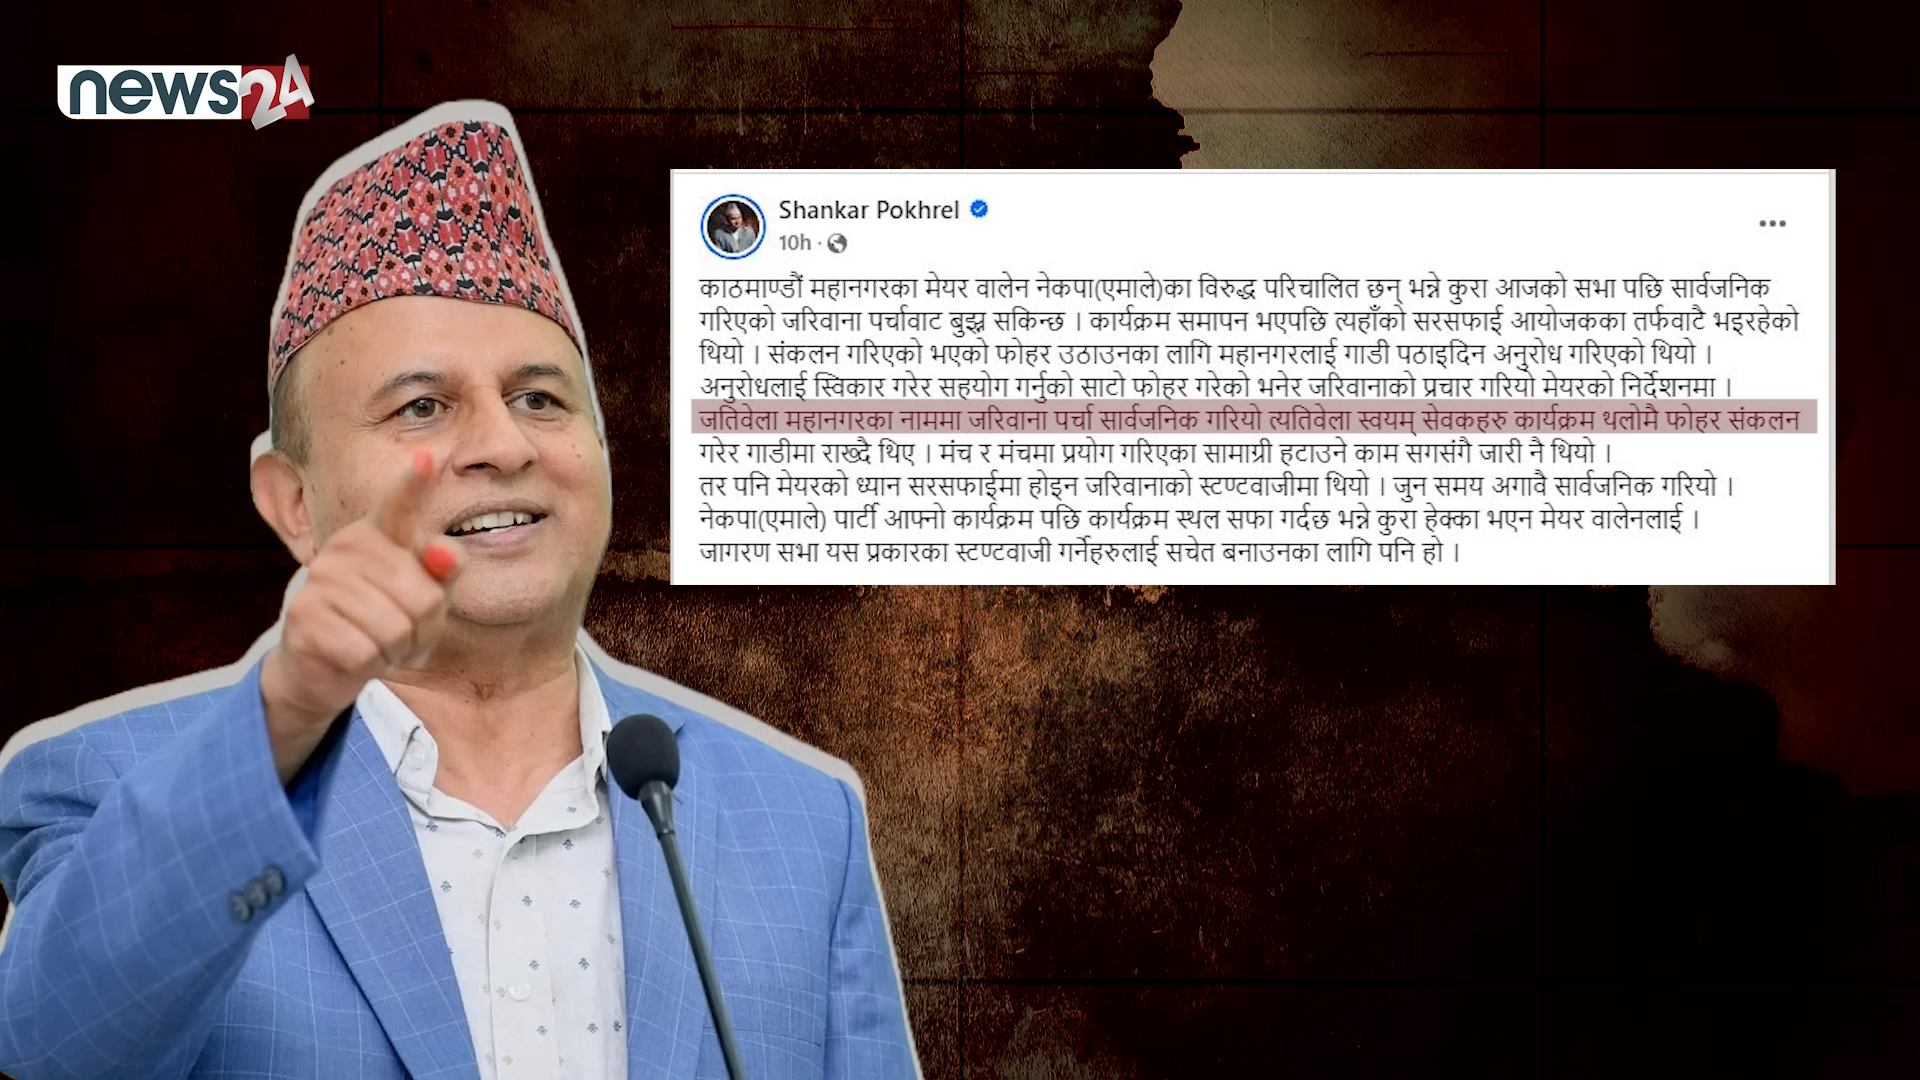 news24
Shankar Pokhrel
10h ·
काठमाण्डौं महानगरका मेयर वालेन नेकपा(एमाले)का विरुद्ध परिचालित छन् भन्ने कुरा आजको सभा पछि सार्वजनिक
गरिएको जरिवाना पर्चावाट बुझ्न सकिन्छ । कार्यक्रम समापन भएपछि त्यहाँको सरसफाई आयोजकका तर्फवाटै भइरहेको
थियो । संकलन गरिएको भएको फोहर उठाउनका लागि महानगरलाई गाडी पठाइदिन अनुरोध गरिएको थियो ।
अनुरोधलाई स्विकार गरेर सहयोग गर्नुको साटो फोहर गरेको भनेर जरिवानाको प्रचार गरियो मेयरको निर्देशनमा ।
जतिवेला महानगरका नाममा जरिवाना पर्चा सार्वजनिक गरियो त्यतिवेला स्वयम् सेवकहरु कार्यक्रम थलोमै फोहर संकलन
गरेर गाडीमा राख्दै थिए । मंच र मंचमा प्रयोग गरिएका सामाग्री हटाउने काम सगसंगै जारी नै थियो ।
तर पनि मेयरको ध्यान सरसफाईमा होइन जरिवानाको स्टण्टवाजीमा थियो । जुन समय अगावै सार्वजनिक गरियो ।
नेकपा(एमाले) पार्टी आफ्नो कार्यक्रम पछि कार्यक्रम स्थल सफा गर्दछ भन्ने कुरा हेक्का भएन मेयर वालेनलाई ।
जागरण सभा यस प्रकारका स्टण्टवाजी गर्नेहरुलाई सचेत बनाउनका लागि पनि हो ।